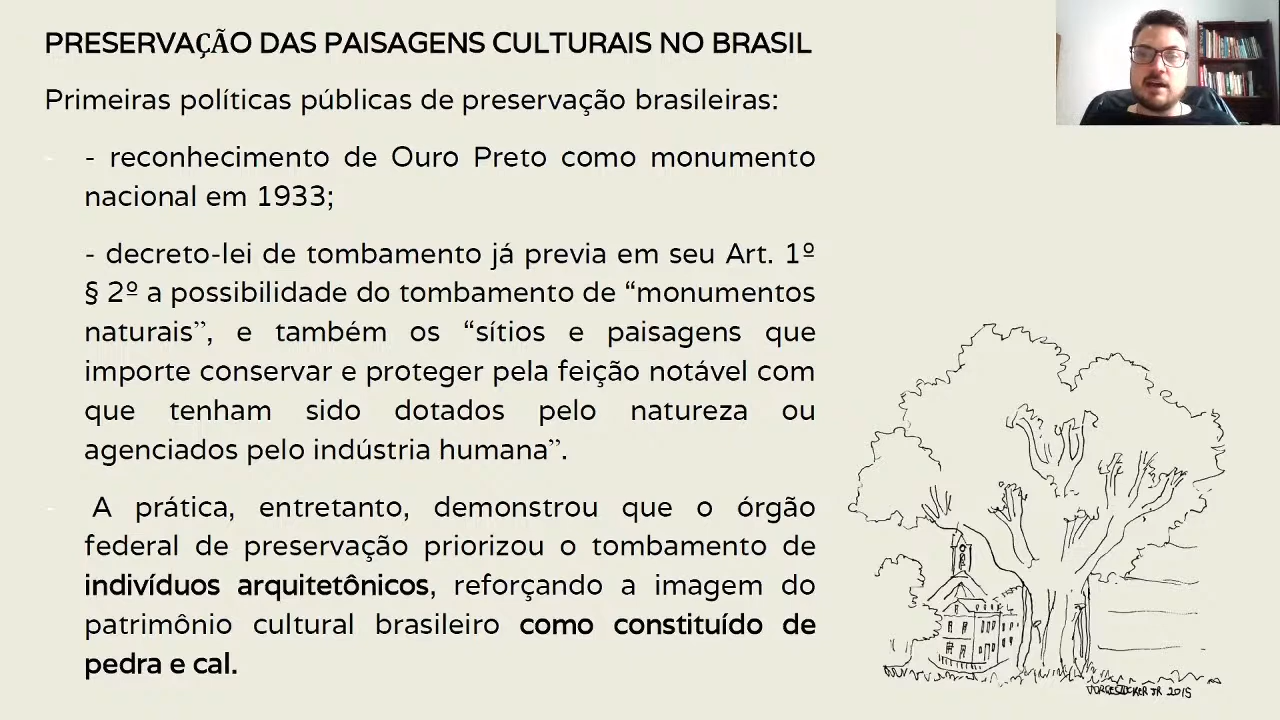 PRESERVAÇÃO DAS PAISAGENS CULTURAIS NO BRASIL
Primeiras políticas públicas de preservação brasileiras:
- - reconhecimento de Ouro Preto como monumento
nacional em 1933;
- decreto-lei de tombamento já previa em seu Art. 1º
§ 2º a possibilidade do tombamento de “monumentos
naturais”, e também os “sítios e paisagens que
importe conservar e proteger pela feição notável com
que tenham sido dotados pelo natureza ou
agenciados pelo indústria humana”.
- A prática, entretanto, demonstrou que o órgão
federal de preservação priorizou o tombamento de
indivíduos arquitetônicos, reforçando a imagem do
patrimônio cultural brasileiro como constituído de
pedra e cal.
JR 2015